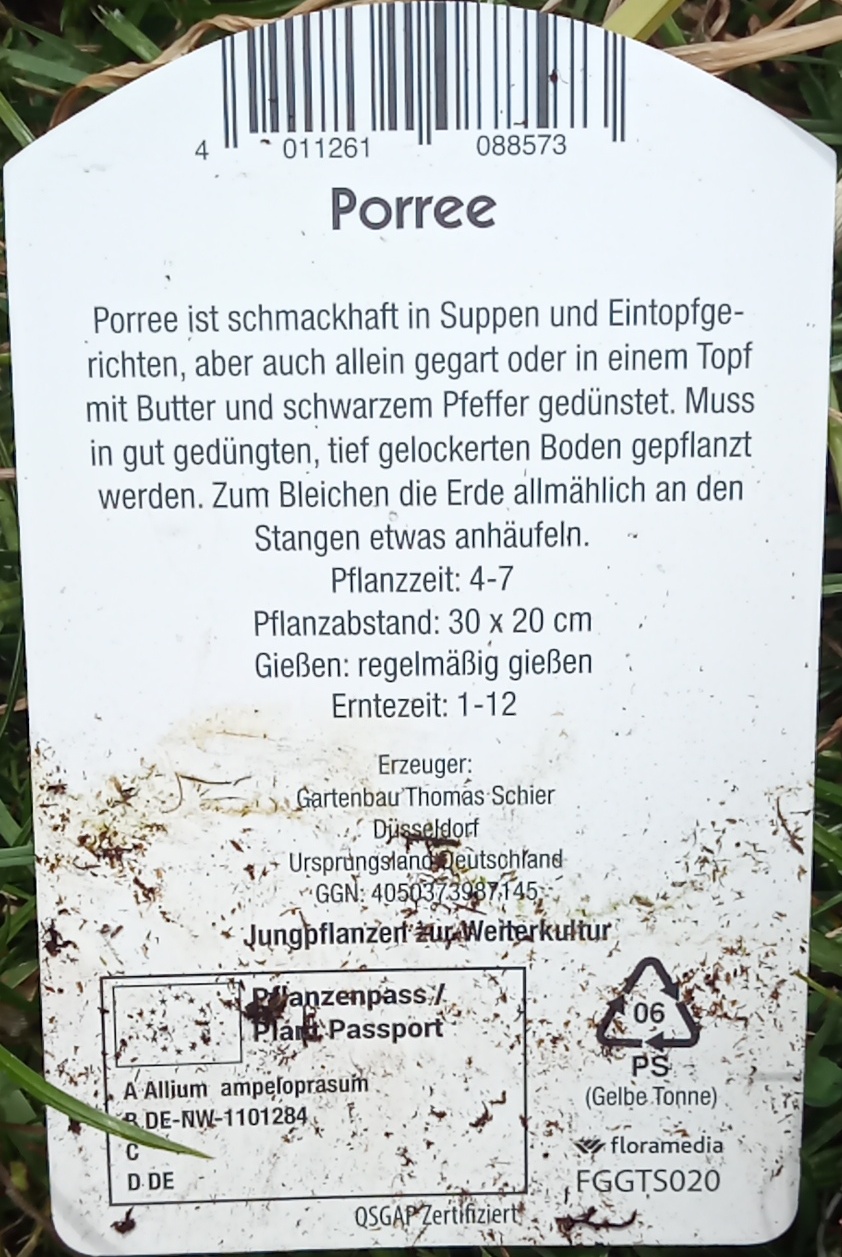 4 011261 088573
Porree
Porree ist schmackhaft in Suppen und Eintopfge-
richten, aber auch allein gegart oder in einem Topf
mit Butter und schwarzem Pfeffer gedünstet. Muss
in gut gedüngten, tief gelockerten Boden gepflanzt
werden. Zum Bleichen die Erde allmählich an den
Stangen etwas anhäufeln.
Pflanzzeit: 4-7
Pflanzabstand: 30 x 20 cm
Gießen: regelmäßig gießen
Erntezeit: 1-12
Erzeuger:
Gartenbau Thomas Schier
Düsseldorf
Ursprungsland Deutschland
GGN: 4050373987145
Jungpflanzen zur Weiterkultur
Pflanzenpass /
Plant Passport
A Allium ampeloprasum
B DE-NW-1101284
C
D DE
06
PS
(Gelbe Tonne)
floramedia
FGGTS020
QSGAP Zertifiziert